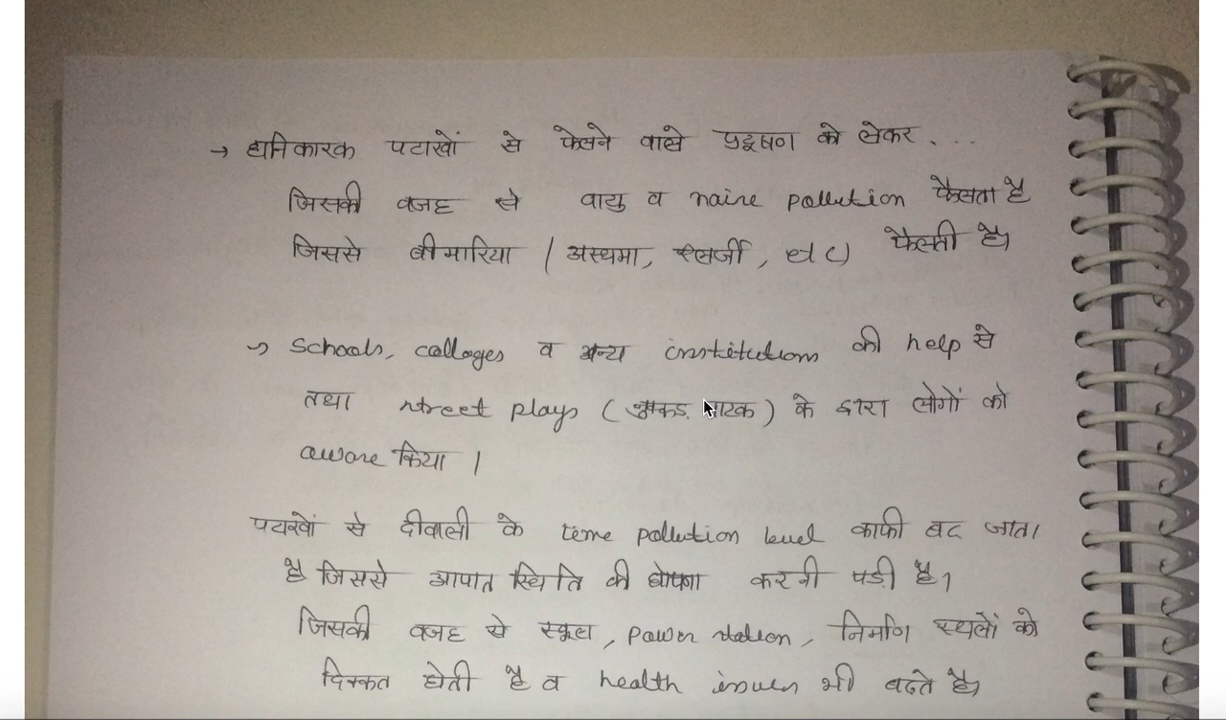 → हानिकारक पटाखों से फेलने वाले प्रदूषण को लेकर . . .
जिसकी वजह से वायु व noise pollution फैलता है
जिससे बीमारिया (अस्थमा, एलर्जी, etc) फैलती है।
→ Schools, colleges व अन्य institutions की help से
तथा street plays (नुक्कड़ नाटक) के द्वारा लोगों को
aware किया ।
पटाखों से दीवाली के time pollution level काफी बढ जाता
है जिससे आपात स्थिति की घोषणा करनी पड़ी है।
जिसकी वजह से स्कूल, power station, निर्माण स्थलों को
दिक्कत होती है व health issues भी बढ़ते है।